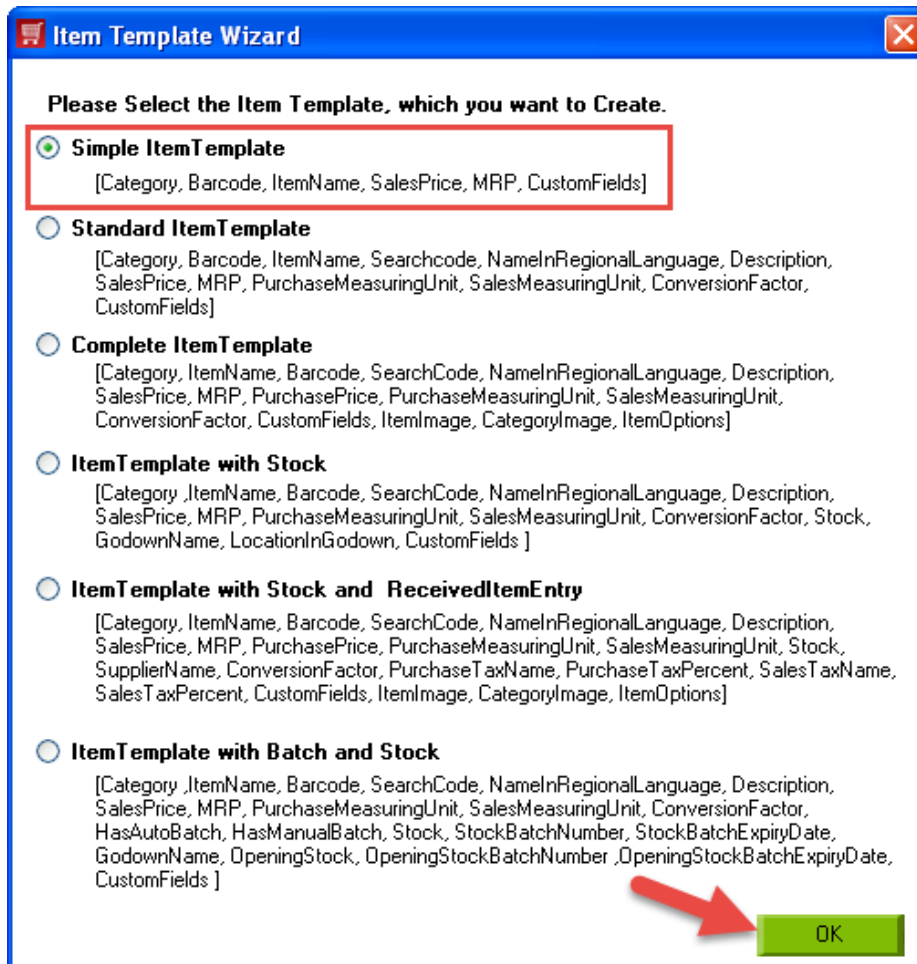 Item Template Wizard
Please Select the Item Template, which you want to Create.
Simple ItemTemplate
[Category, Barcode, ItemName, SalesPrice, MRP, CustomFields]
Standard ItemTemplate
[Category, Barcode, ItemName, Searchcode, NameInRegionalLanguage, Description,
SalesPrice, MRP, PurchaseMeasuringUnit, SalesMeasuringUnit, ConversionFactor,
CustomFields]
Complete ItemTemplate
[Category, ItemName, Barcode, SearchCode, NameInRegionalLanguage, Description,
SalesPrice, MRP, PurchasePrice, PurchaseMeasuringUnit, SalesMeasuringUnit,
ConversionFactor, CustomFields, ItemImage, CategoryImage, ItemOptions]
ItemTemplate with Stock
[Category ,ItemName, Barcode, SearchCode, NameInRegionalLanguage, Description,
SalesPrice, MRP, PurchaseMeasuringUnit, SalesMeasuringUnit, ConversionFactor, Stock,
GodownName, LocationInGodown, CustomFields ]
ItemTemplate with Stock and ReceivedItemEntry
[Category, ItemName, Barcode, SearchCode, NameInRegionalLanguage, Description,
SalesPrice, MRP, PurchasePrice, PurchaseMeasuringUnit, SalesMeasuringUnit, Stock,
SupplierName, ConversionFactor, PurchaseTaxName, PurchaseTaxPercent, SalesTaxName,
SalesTaxPercent, CustomFields, ItemImage, CategoryImage, ItemOptions]
ItemTemplate with Batch and Stock
[Category ,ItemName, Barcode, SearchCode, NameInRegionalLanguage, Description,
SalesPrice, MRP, PurchaseMeasuringUnit, SalesMeasuringUnit, ConversionFactor,
HasAutoBatch, HasManualBatch, Stock, StockBatchNumber, StockBatchExpiryDate,
GodownName, OpeningStock, OpeningStockBatchNumber ,OpeningStockBatchExpiryDate,
CustomFields ]
OK